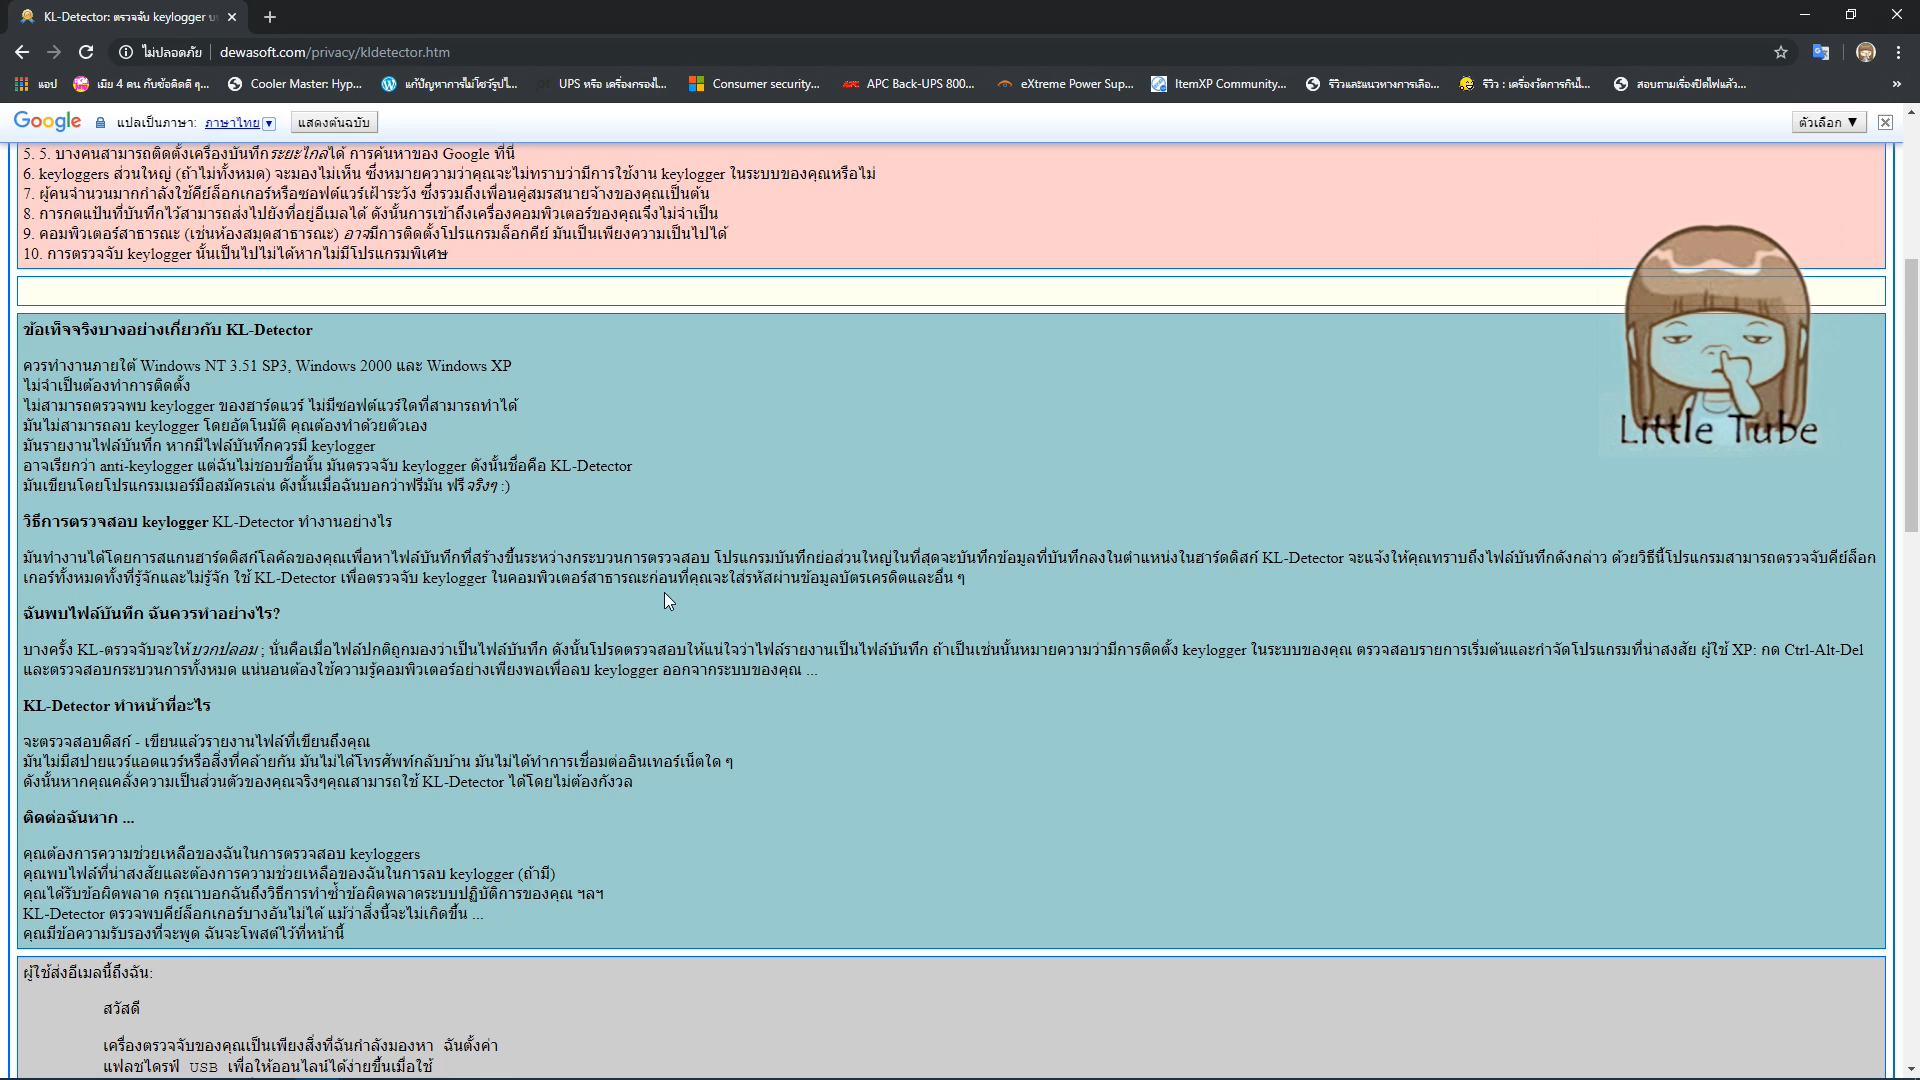 KL-Detector: ตรวจจับ keylogger บน
ไม่ปลอดภัย
dewasoft.com/privacy/kldetector.htm
แอป
เมีย 4 คน กับข้อคิดดี ๆ...
Cooler Master: Hyp...
แก้ปัญหาการไม่โชว์รูปใ...
UPS หรือ เครื่องกรองไ...
Consumer security...
APC Back-UPS 800...
eXtreme Power Sup...
ItemXP Community...
รีวิวและแนวทางการเลือ...
รีวิว : เครื่องวัดการกินไ...
สอบถามเรื่องปิดไฟแล้ว...
»
Google แปลเป็นภาษา: ภาษาไทย แสดงต้นฉบับ ตัวเลือก ▼
5. 5. บางคนสามารถติดตั้งเครื่องบันทึกระยะไกลได้ การค้นหาของ Google ที่นี่
6. keyloggers ส่วนใหญ่ (ถ้าไม่ทั้งหมด) จะมองไม่เห็น ซึ่งหมายความว่าคุณจะไม่ทราบว่ามีการใช้งาน keylogger ในระบบของคุณหรือไม่
7. ผู้คนจำนวนมากกำลังใช้คีย์ล็อกเกอร์หรือซอฟต์แวร์เฝ้าระวัง ซึ่งรวมถึงเพื่อนคู่สมรสนายจ้างของคุณเป็นต้น
8. การกดแป้นที่บันทึกไว้สามารถส่งไปยังที่อยู่อีเมลได้ ดังนั้นการเข้าถึงเครื่องคอมพิวเตอร์ของคุณจึงไม่จำเป็น
9. คอมพิวเตอร์สาธารณะ (เช่นห้องสมุดสาธารณะ) อาจมีการติดตั้งโปรแกรมล็อกคีย์ มันเป็นเพียงความเป็นไปได้
10. การตรวจจับ keylogger นั้นเป็นไปไม่ได้หากไม่มีโปรแกรมพิเศษ
ข้อเท็จจริงบางอย่างเกี่ยวกับ KL-Detector
ควรทำงานภายใต้ Windows NT 3.51 SP3, Windows 2000 และ Windows XP
ไม่จำเป็นต้องทำการติดตั้ง
ไม่สามารถตรวจพบ keylogger ของฮาร์ดแวร์ ไม่มีซอฟต์แวร์ใดที่สามารถทำได้
มันไม่สามารถลบ keylogger โดยอัตโนมัติ คุณต้องทำด้วยตัวเอง
มันรายงานไฟล์บันทึก หากมีไฟล์บันทึกควรมี keylogger
อาจเรียกว่า anti-keylogger แต่ฉันไม่ชอบชื่อนั้น มันตรวจจับ keylogger ดังนั้นชื่อคือ KL-Detector
มันเขียนโดยโปรแกรมเมอร์มือสมัครเล่น ดังนั้นเมื่อฉันบอกว่าฟรีมัน ฟรีจริงๆ :)
วิธีการตรวจสอบ keylogger KL-Detector ทำงานอย่างไร
มันทำงานได้โดยการสแกนฮาร์ดดิสก์โลคัลของคุณเพื่อหาไฟล์บันทึกที่สร้างขึ้นระหว่างกระบวนการตรวจสอบ โปรแกรมบันทึกย่อส่วนใหญ่ในที่สุดจะบันทึกข้อมูลที่บันทึกลงในตำแหน่งในฮาร์ดดิสก์ KL-Detector จะแจ้งให้คุณทราบถึงไฟล์บันทึกดังกล่าว ด้วยวิธีนี้โปรแกรมสามารถตรวจจับคีย์ล็อก
เกอร์ทั้งหมดทั้งที่รู้จักและไม่รู้จัก ใช้ KL-Detector เพื่อตรวจจับ keylogger ในคอมพิวเตอร์สาธารณะก่อนที่คุณจะใส่รหัสผ่านข้อมูลบัตรเครดิตและอื่น ๆ
ฉันพบไฟล์บันทึก ฉันควรทำอย่างไร?
บางครั้ง KL-ตรวจจับจะให้บวกปลอม ; นั่นคือเมื่อไฟล์ปกติถูกมองว่าเป็นไฟล์บันทึก ดังนั้นโปรดตรวจสอบให้แน่ใจว่าไฟล์รายงานเป็นไฟล์บันทึก ถ้าเป็นเช่นนั้นหมายความว่ามีการติดตั้ง keylogger ในระบบของคุณ ตรวจสอบรายการเริ่มต้นและกำจัดโปรแกรมที่น่าสงสัย ผู้ใช้ XP: กด Ctrl-Alt-Del
และตรวจสอบกระบวนการทั้งหมด แน่นอนต้องใช้ความรู้คอมพิวเตอร์อย่างเพียงพอเพื่อลบ keylogger ออกจากระบบของคุณ ...
KL-Detector ทำหน้าที่อะไร
จะตรวจสอบดิสก์ - เขียนแล้วรายงานไฟล์ที่เขียนถึงคุณ
มันไม่มีสปายแวร์แอดแวร์หรือสิ่งที่คล้ายกัน มันไม่ได้โทรศัพท์กลับบ้าน มันไม่ได้ทำการเชื่อมต่ออินเทอร์เน็ตใด ๆ
ดังนั้นหากคุณคลั่งความเป็นส่วนตัวของคุณจริงๆคุณสามารถใช้ KL-Detector ได้โดยไม่ต้องกังวล
ติดต่อฉันหาก ...
คุณต้องการความช่วยเหลือของฉันในการตรวจสอบ keyloggers
คุณพบไฟล์ที่น่าสงสัยและต้องการความช่วยเหลือของฉันในการลบ keylogger (ถ้ามี)
คุณได้รับข้อผิดพลาด กรุณาบอกฉันถึงวิธีการทำซ้ำข้อผิดพลาดระบบปฏิบัติการของคุณ ฯลฯ
KL-Detector ตรวจพบคีย์ล็อกเกอร์บางอันไม่ได้ แม้ว่าสิ่งนี้จะไม่เกิดขึ้น ...
คุณมีข้อความรับรองที่จะพูด ฉันจะโพสต์ไว้ที่หน้านี้
ผู้ใช้ส่งอีเมลนี้ถึงฉัน:
สวัสดี
เครื่องตรวจจับของคุณเป็นเพียงสิ่งที่ฉันกำลังมองหา ฉันตั้งค่า
แฟลชไดรฟ์ USB เพื่อให้ออนไลน์ได้ง่ายขึ้นเมื่อใช้
Little Tube